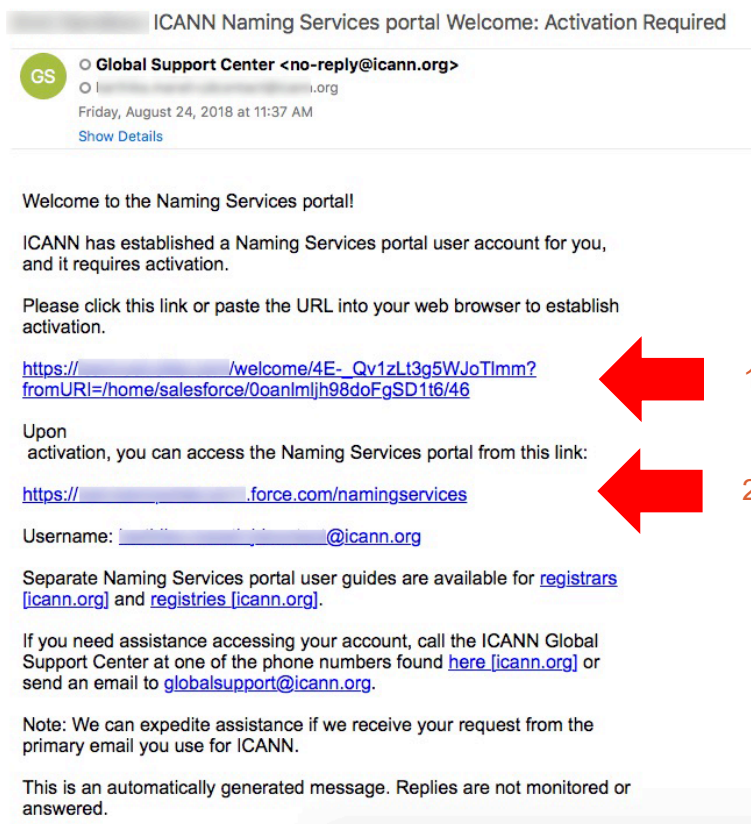 ICANN Naming Services portal Welcome: Activation Required
GS
Global Support Center <no-reply@icann.org>
.org
Friday, August 24, 2018 at 11:37 AM
Show Details
Welcome to the Naming Services portal!
ICANN has established a Naming Services portal user account for you,
and it requires activation.
Please click this link or paste the URL into your web browser to establish
activation.
https:// /welcome/4E-_Qv1zLt3g5WJoTlmm?
fromURI=/home/salesforce/0oanlmljh98doFgSD1t6/46
1
Upon
activation, you can access the Naming Services portal from this link:
https:// .force.com/namingservices
2
Username: @icann.org
Separate Naming Services portal user guides are available for registrars
[icann.org] and registries [icann.org].
If you need assistance accessing your account, call the ICANN Global
Support Center at one of the phone numbers found here [icann.org] or
send an email to globalsupport@icann.org.
Note: We can expedite assistance if we receive your request from the
primary email you use for ICANN.
This is an automatically generated message. Replies are not monitored or
answered.